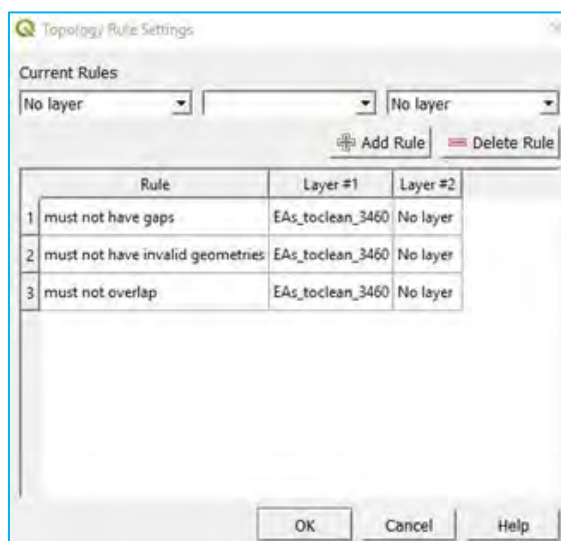 Topology Rule Settings
Current Rules
No layer No layer
Add Rule Delete Rule
Rule Layer #1 Layer #2
1 must not have gaps EAs_toclean_3460 No layer
2 must not have invalid geometries EAs_toclean_3460 No layer
3 must not overlap EAs_toclean_3460 No layer
OK Cancel Help